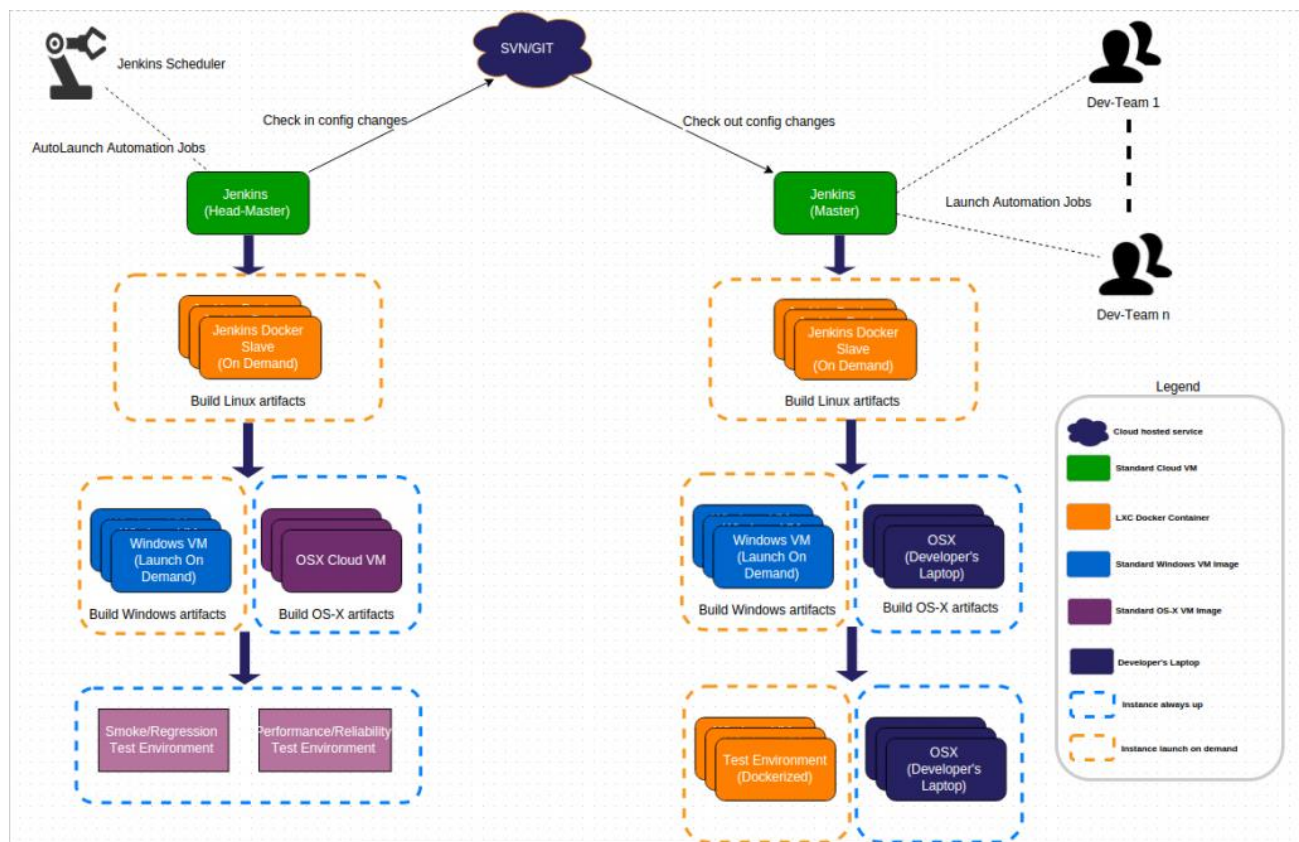 SVN/GIT
Jenkins Scheduler
Check in config changes
Check out config changes
Dev-Team 1
AutoLaunch Automation Jobs
Jenkins
(Head-Master)
Jenkins
(Master)
Launch Automation Jobs
Dev-Team n
Jenkins Docker
Slave
(On Demand)
Build Linux artifacts
Jenkins Docker
Slave
(On Demand)
Build Linux artifacts
Windows VM
(Launch On
Demand)
Build Windows artifacts
OSX Cloud VM
Build OS-X artifacts
Windows VM
(Launch On
Demand)
Build Windows artifacts
OSX
(Developer's
Laptop)
Build OS-X artifacts
Smoke/Regression
Test Environment
Performance/Reliability
Test Environment
Test Environment
(Dockerized)
OSX
(Developer's
Laptop)
Legend
Cloud hosted service
Standard Cloud VM
LXC Docker Container
Standard Windows VM Image
Standard OS-X VM Image
Developer's Laptop
Instance always up
Instance launch on demand